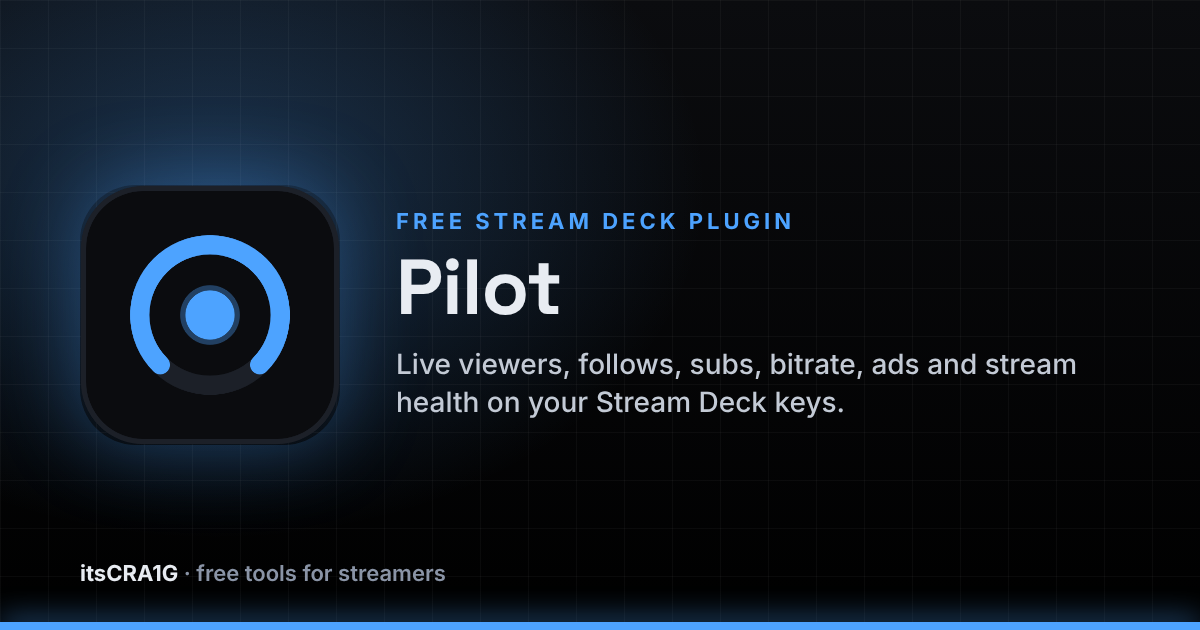 FREE STREAM DECK PLUGIN
Pilot
Live viewers, follows, subs, bitrate, ads and stream
health on your Stream Deck keys.
itsCRA1G · free tools for streamers